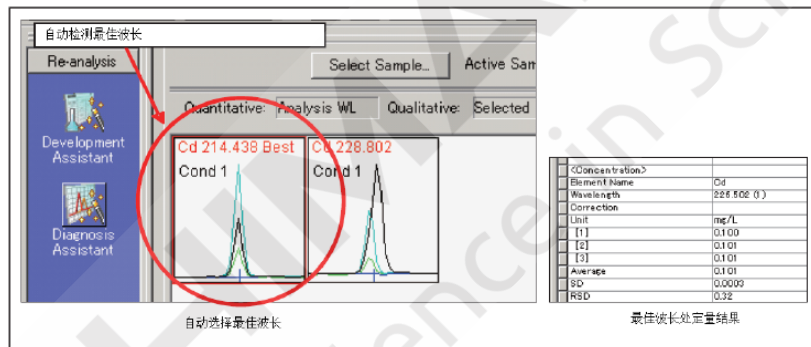 自动检测最佳波长
Re-analysis
Select Sample...
Active Sam
Quantitative: Analysis WL Qualitative: Selected
Development
Assistant
Diagnosis
Assistant
Cd 214.438 Best
Cond 1
Cd 228.802
Cond 1
自动选择最佳波长
<Concentration>
Element Name Cd
Wavelength 226.502 (1)
Correction
Unit mg/L
[1] 0.100
[2] 0.101
[3] 0.101
Average 0.101
SD 0.0003
RSD 0.32
最佳波长处定量结果